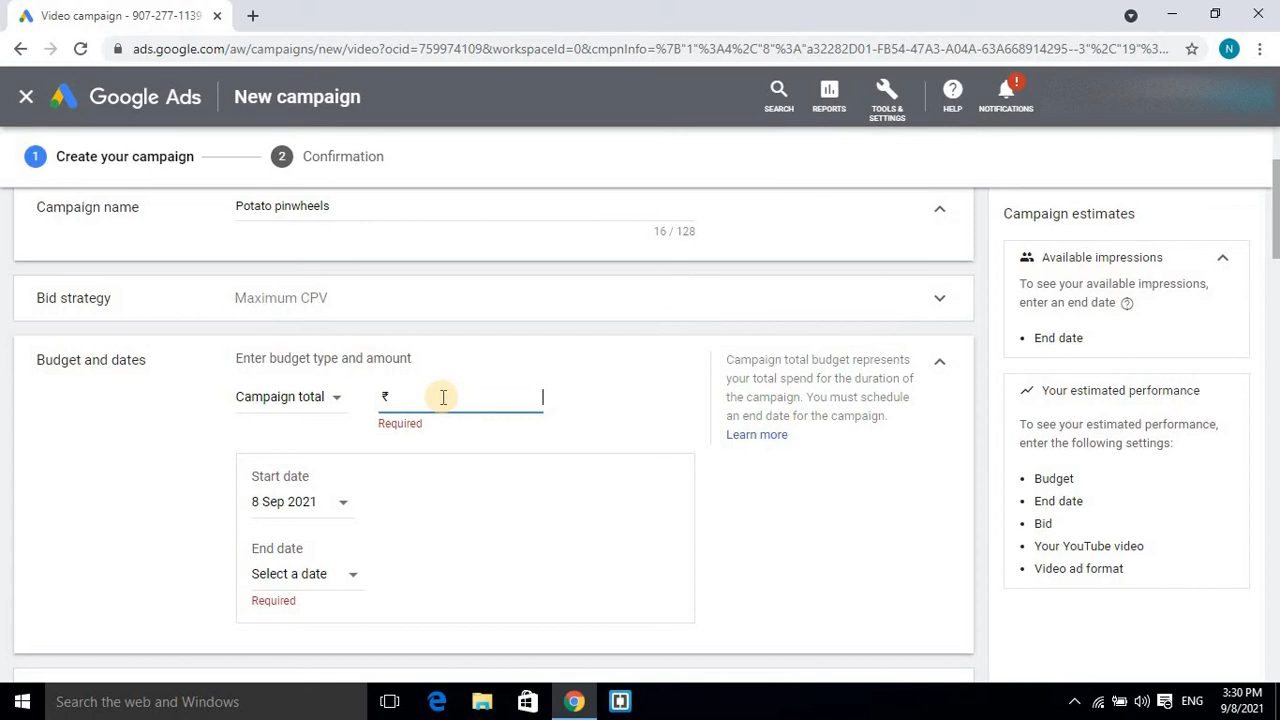 Video campaign - 907-277-1139
ads.google.com/aw/campaigns/new/video?ocid=759974109&workspaceId=0&cmpnInfo=%7B"1"%3A4%2C"8"%3A"a32282D01-FB54-47A3-A04A-63A668914295--3"%2C"19"%3...
N
Google Ads
New campaign
SEARCH
REPORTS
TOOLS & SETTINGS
HELP
!
NOTIFICATIONS
1 Create your campaign
2 Confirmation
Campaign name
Potato pinwheels
16 / 128
Bid strategy
Maximum CPV
Budget and dates
Enter budget type and amount
Campaign total
₹
Required
Campaign total budget represents
your total spend for the duration of
the campaign. You must schedule
an end date for the campaign.
Learn more
Start date
8 Sep 2021
End date
Select a date
Required
Campaign estimates
Available impressions
To see your available impressions,
enter an end date ?
• End date
Your estimated performance
To see your estimated performance,
enter the following settings:
• Budget
• End date
• Bid
• Your YouTube video
• Video ad format
Search the web and Windows
ENG
3:30 PM
9/8/2021